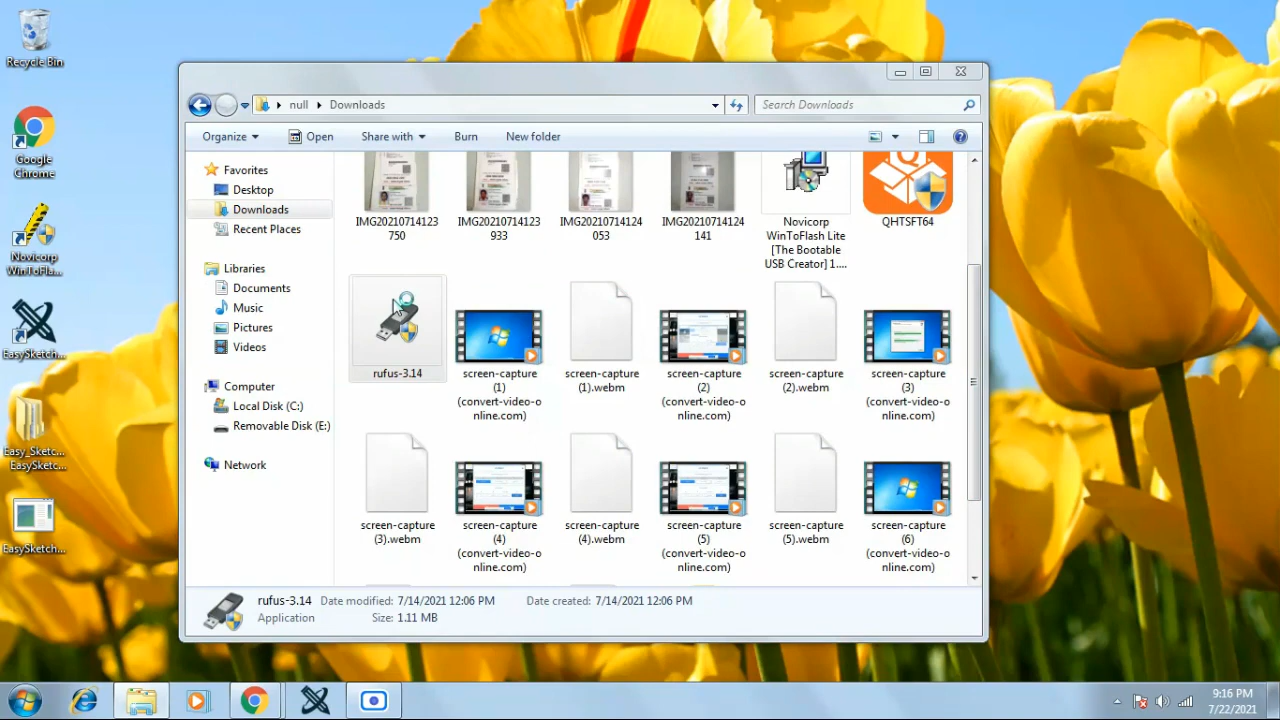 Recycle Bin
Google
Chrome
Novicorp
WinToFla...
EasySketch...
Easy_Sketc...
EasySketc...
EasySketch...
null
Downloads
Search Downloads
Organize
Open
Share with
Burn
New folder
Favorites
Desktop
Downloads
Recent Places
Libraries
Documents
Music
Pictures
Videos
Computer
Local Disk (C:)
Removable Disk (E:)
Network
IMG20210714123
750
IMG20210714123
933
IMG20210714124
053
IMG20210714124
141
Novicorp
WinToFlash Lite
[The Bootable
USB Creator] 1....
QHTSFT64
rufus-3.14
screen-capture
(1)
(convert-video-o
nline.com)
screen-capture
(1).webm
screen-capture
(2)
(convert-video-o
nline.com)
screen-capture
(2).webm
screen-capture
(3)
(convert-video-o
nline.com)
screen-capture
(3).webm
screen-capture
(4)
(convert-video-o
nline.com)
screen-capture
(4).webm
screen-capture
(5)
(convert-video-o
nline.com)
screen-capture
(5).webm
screen-capture
(6)
(convert-video-o
nline.com)
rufus-3.14 Date modified: 7/14/2021 12:06 PM Date created: 7/14/2021 12:06 PM
Application Size: 1.11 MB
9:16 PM
7/22/2021